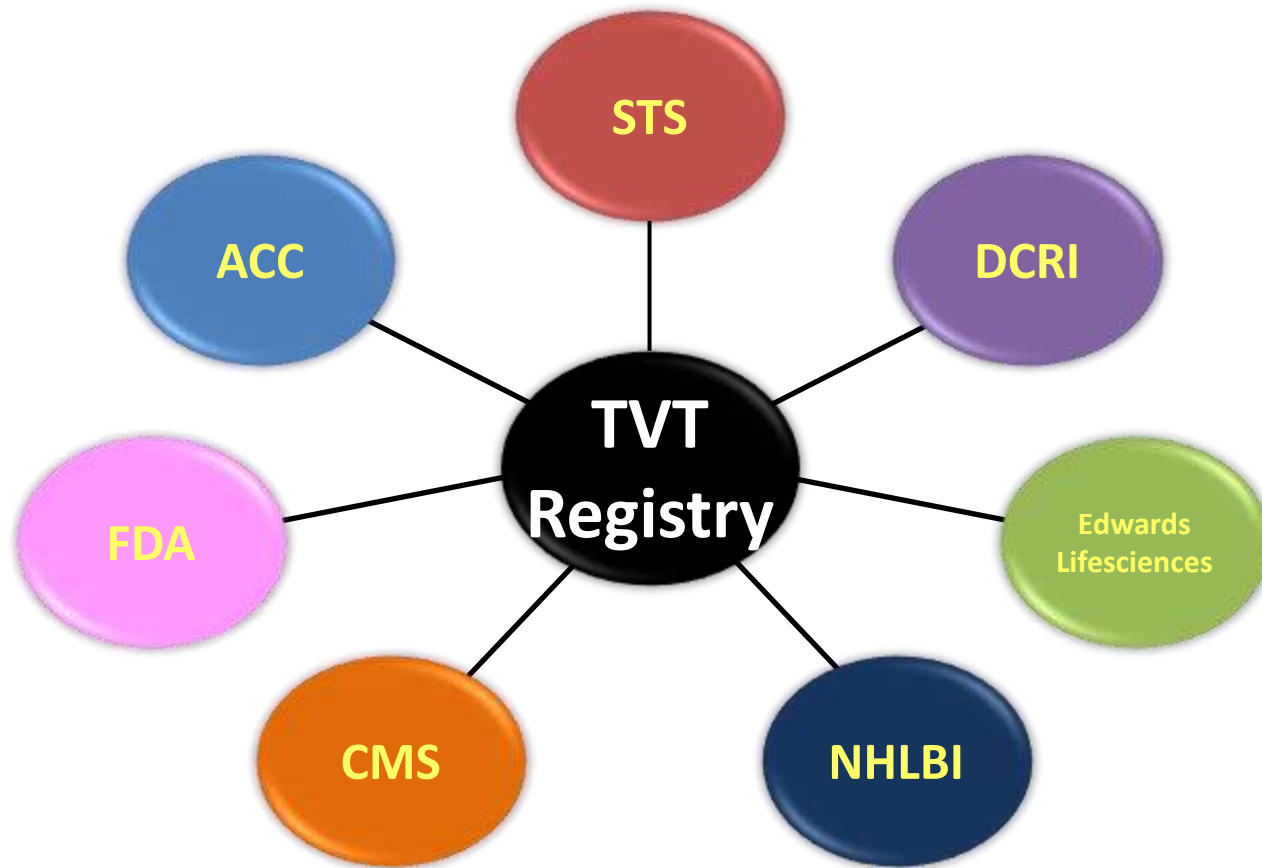 STS
ACC
DCRI
TVT
Registry
FDA
Edwards
Lifesciences
CMS
NHLBI